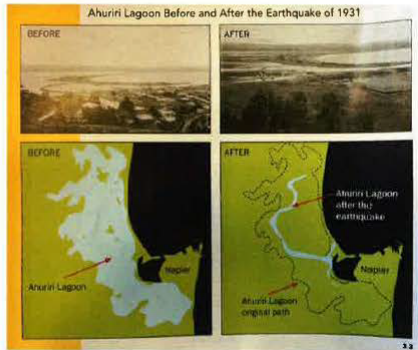 Ahuriri Lagoon Before and After the Earthquake of 1931
BEFORE
AFTER
BEFORE
Ahuriri Lagoon
Napier
AFTER
Ahuriri Lagoon
after the
earthquake
Napier
Ahuriri Lagoon
original path